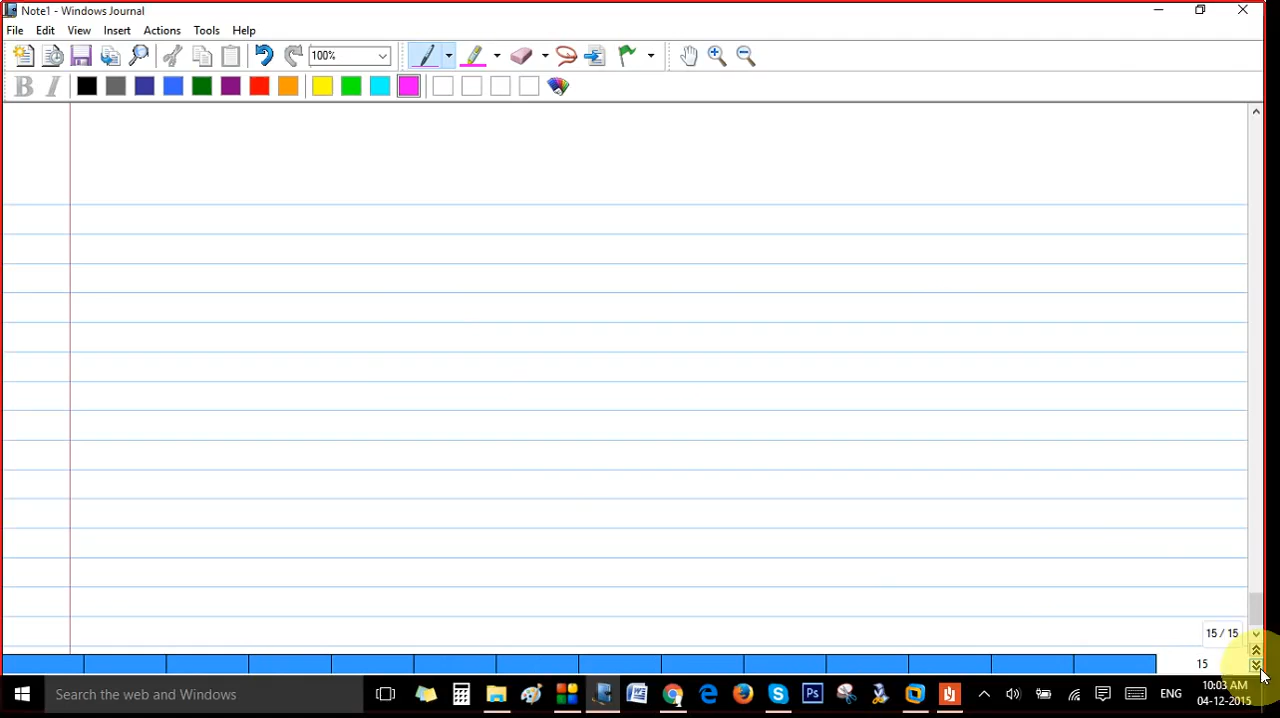 Note1 - Windows Journal
File Edit View Insert Actions Tools Help
100%
B I
15 / 15
15
Search the web and Windows
ENG
10:03 AM
04-12-2015